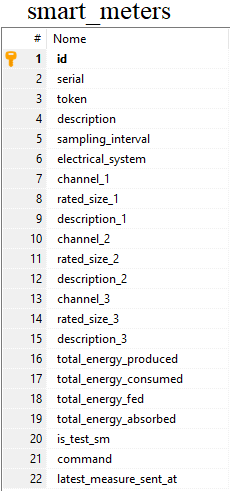 smart_meters
# Nome
1 id
2 serial
3 token
4 description
5 sampling_interval
6 electrical_system
7 channel_1
8 rated_size_1
9 description_1
10 channel_2
11 rated_size_2
12 description_2
13 channel_3
14 rated_size_3
15 description_3
16 total_energy_produced
17 total_energy_consumed
18 total_energy_fed
19 total_energy_absorbed
20 is_test_sm
21 command
22 latest_measure_sent_at